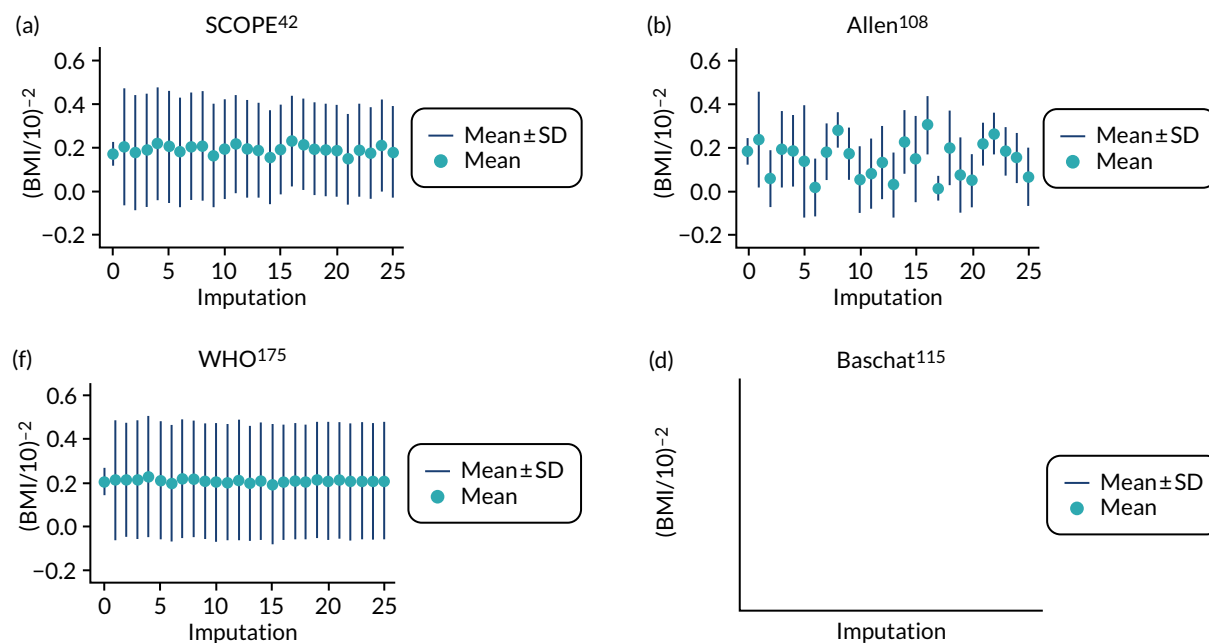 (a) SCOPE42
0.6
0.4
0.2
0.0
−0.2
(BMI/10)−2
0 5 10 15 20 25
Imputation
Mean ± SD
Mean
(b) Allen108
0.6
0.4
0.2
0.0
−0.2
(BMI/10)−2
0 5 10 15 20 25
Imputation
Mean ± SD
Mean
(f) WHO175
0.6
0.4
0.2
0.0
−0.2
(BMI/10)−2
0 5 10 15 20 25
Imputation
Mean ± SD
Mean
(d) Baschat115
(BMI/10)−2
Imputation
Mean ± SD
Mean